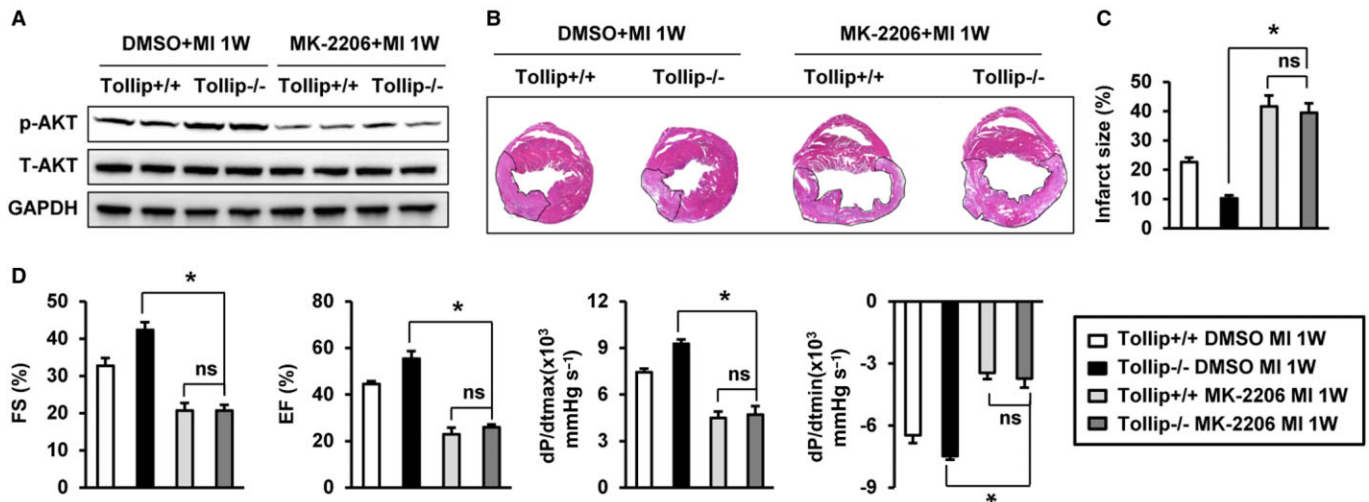 A
DMSO+MI 1W MK-2206+MI 1W
Tollip+/+ Tollip-/- Tollip+/+ Tollip-/-
p-AKT
T-AKT
GAPDH
B
DMSO+MI 1W MK-2206+MI 1W
Tollip+/+ Tollip-/- Tollip+/+ Tollip-/-
C
Infarct size (%)
50
40
30
20
10
0
*
ns
D
FS (%)
50
40
30
20
10
0
*
ns
EF (%)
80
60
40
20
0
*
ns
dP/dtmax(x10³
mmHg s⁻¹)
12
9
6
3
0
*
ns
dP/dtmin(x10³
mmHg s⁻¹)
0
-3
-6
-9
ns
*
Tollip+/+ DMSO MI 1W
Tollip-/- DMSO MI 1W
Tollip+/+ MK-2206 MI 1W
Tollip-/- MK-2206 MI 1W